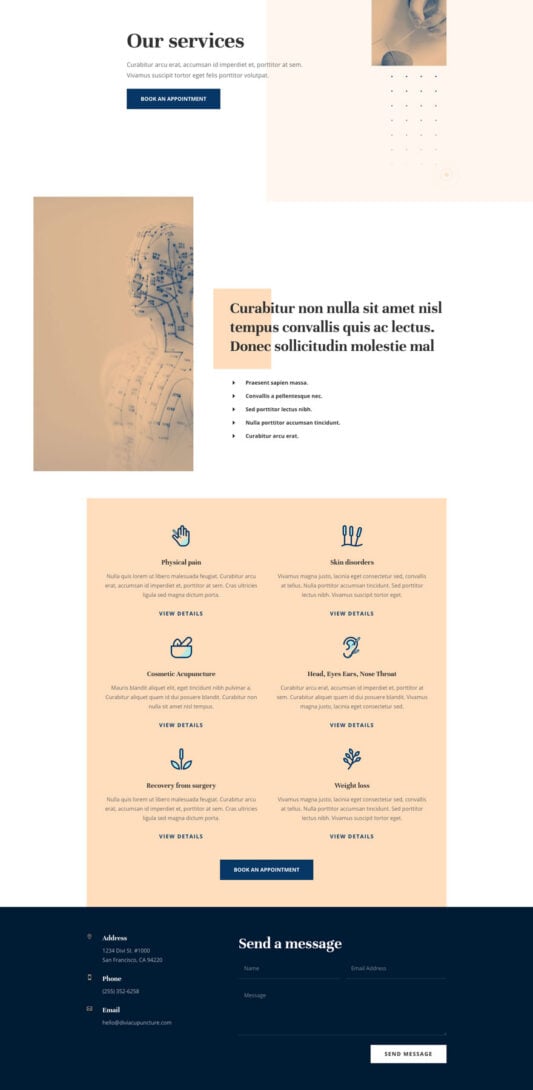 Our services
Curabitur arcu erat, accumsan id imperdiet et, porttitor at sem.
Vivamus suscipit tortor eget felis porttitor volutpat.
BOOK AN APPOINTMENT
Curabitur non nulla sit amet nisl
tempus convallis quis ac lectus.
Donec sollicitudin molestie mal
Praesent sapien massa.
Convallis a pellentesque nec.
Sed porttitor lectus nibh.
Nulla porttitor accumsan tincidunt.
Curabitur arcu erat.
Physical pain
Nulla quis lorem ut libero malesuada feugiat. Curabitur arcu
erat, accumsan id imperdiet et, porttitor at sem. Cras ultricies
ligula sed magna dictum porta.
VIEW DETAILS
Skin disorders
Vivamus magna justo, lacinia eget consectetur sed, convallis
at tellus. Nulla porttitor accumsan tincidunt. Sed porttitor
lectus nibh. Vivamus suscipit tortor eget.
VIEW DETAILS
Cosmetic Acupuncture
Mauris blandit aliquet elit, eget tincidunt nibh pulvinar a.
Curabitur aliquet quam id dui posuere blandit. Curabitur non
nulla sit amet nisl tempus.
VIEW DETAILS
Head, Eyes Ears, Nose Throat
Curabitur arcu erat, accumsan id imperdiet et, porttitor at
sem. Curabitur aliquet quam id dui posuere blandit. Vivamus
magna justo, lacinia eget consectetur sed.
VIEW DETAILS
Recovery from surgery
Nulla quis lorem ut libero malesuada feugiat. Curabitur arcu
erat, accumsan id imperdiet et, porttitor at sem. Cras ultricies
ligula sed magna dictum porta.
VIEW DETAILS
Weight loss
Vivamus magna justo, lacinia eget consectetur sed, convallis
at tellus. Nulla porttitor accumsan tincidunt. Sed porttitor
lectus nibh. Vivamus suscipit tortor eget.
VIEW DETAILS
BOOK AN APPOINTMENT
Address
1234 Divi St. #1000
San Francisco, CA 94220
Phone
(255) 352-6258
Email
hello@diviacupuncture.com
Send a message
Name
Email Address
Message
SEND MESSAGE